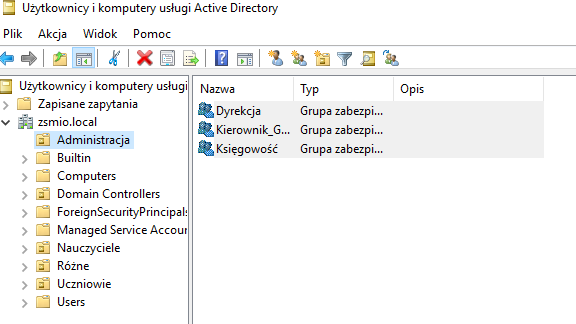 Użytkownicy i komputery usługi Active Directory
Plik Akcja Widok Pomoc
Użytkownicy i komputery usługi
Zapisane zapytania
zsmio.local
Administracja
Builtin
Computers
Domain Controllers
ForeignSecurityPrincipals
Managed Service Accour
Nauczyciele
Różne
Uczniowie
Users
Nazwa Typ Opis
Dyrekcja Grupa zabezpi...
Kierownik_G... Grupa zabezpi...
Księgowość Grupa zabezpi...